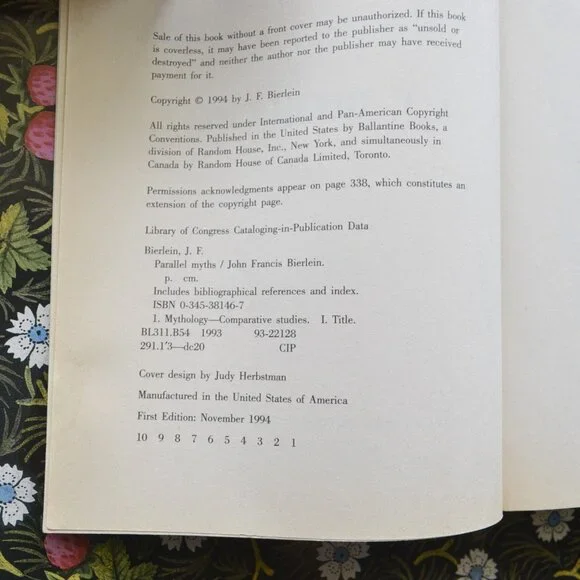 Sale of this book without a front cover may be unauthorized. If this book
is coverless, it may have been reported to the publisher as “unsold or
destroyed” and neither the author nor the publisher may have received
payment for it.
Copyright © 1994 by J. F. Bierlein
All rights reserved under International and Pan-American Copyright
Conventions. Published in the United States by Ballantine Books, a
division of Random House, Inc., New York, and simultaneously in
Canada by Random House of Canada Limited, Toronto.
Permissions acknowledgments appear on page 338, which constitutes an
extension of the copyright page.
Library of Congress Cataloging-in-Publication Data
Bierlein, J. F.
Parallel myths / John Francis Bierlein.
p. cm.
Includes bibliographical references and index.
ISBN 0-345-38146-7
1. Mythology—Comparative studies. I. Title.
BL311.B54 1993 93-22128
291.1'3—dc20 CIP
Cover design by Judy Herbstman
Manufactured in the United States of America
First Edition: November 1994
10 9 8 7 6 5 4 3 2 1